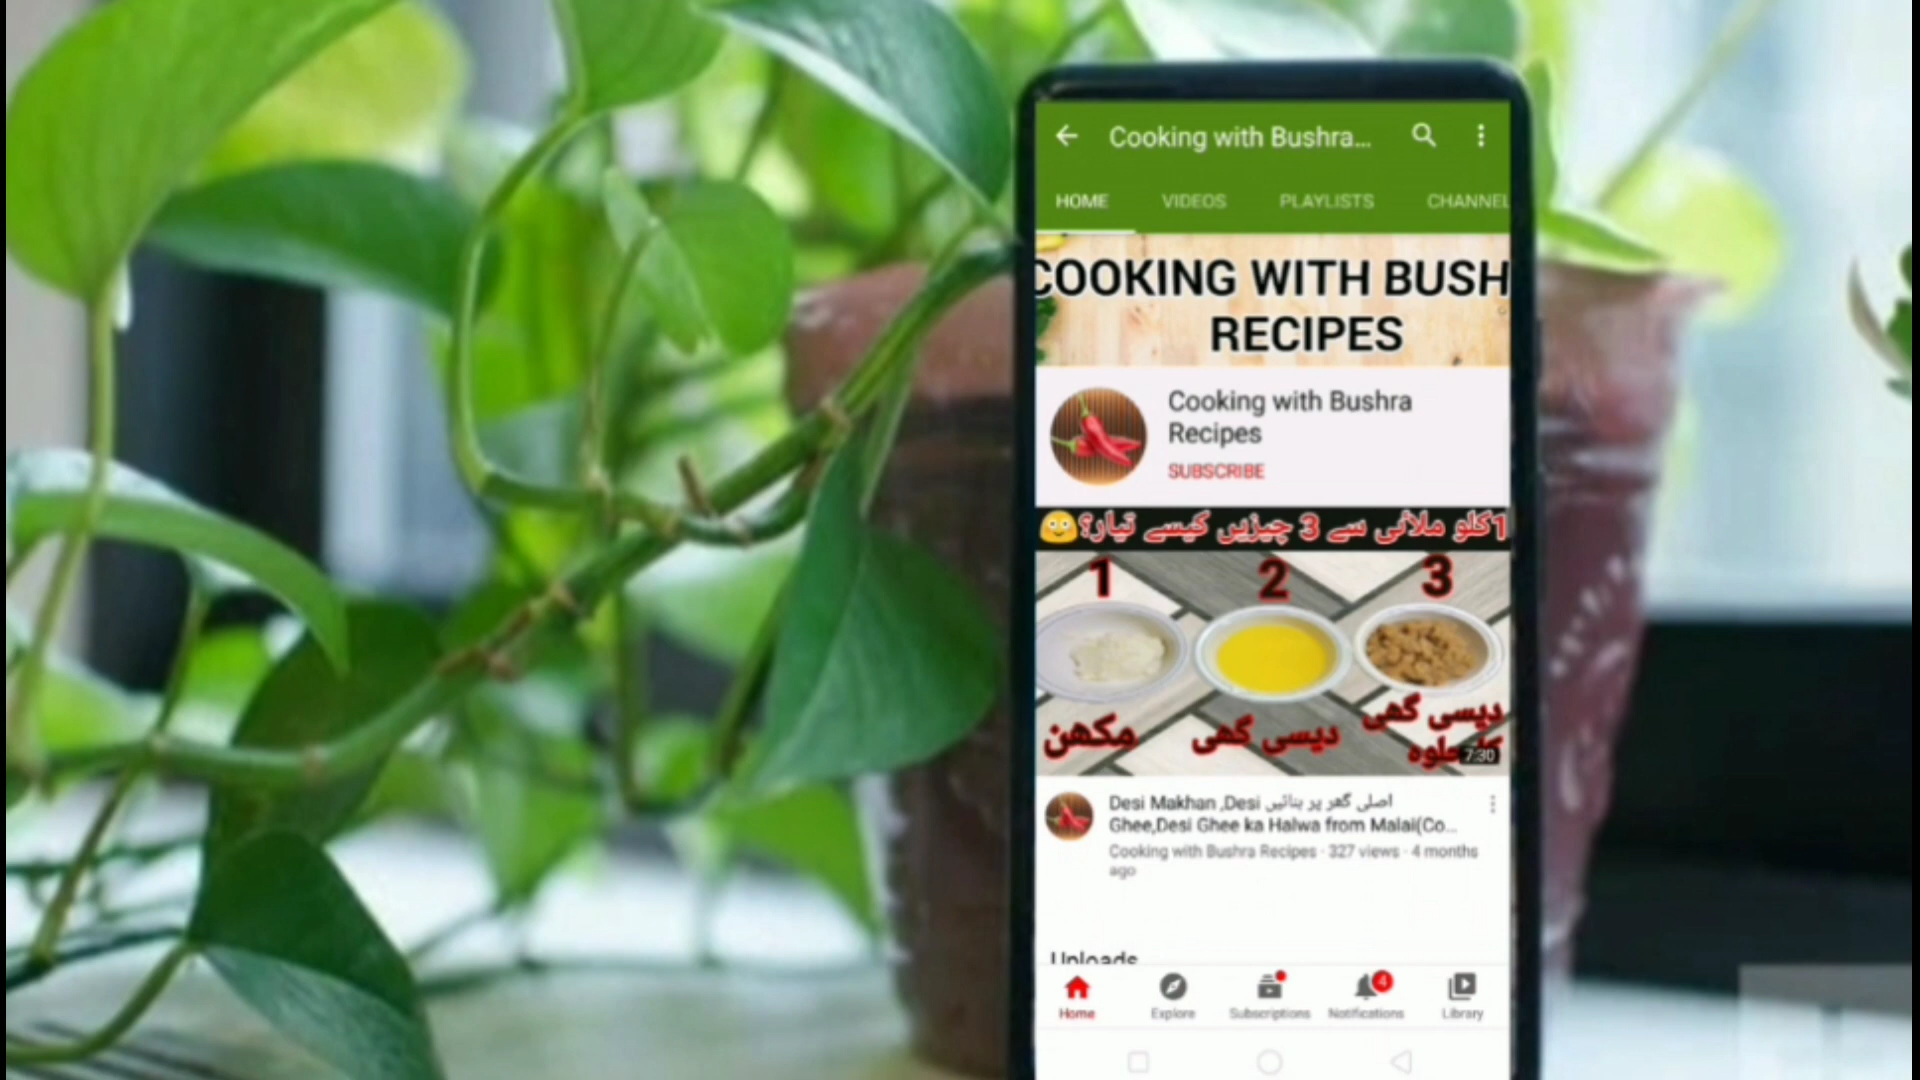 Cooking with Bushra...
HOME VIDEOS PLAYLISTS CHANNEL
COOKING WITH BUSH
RECIPES
Cooking with Bushra
Recipes
SUBSCRIBE
1کلو ملائی سے 3 چیزیں کیسے تیار؟
1 2 3
مکھن دیسی گھی دیسی گھی
حلوہ
7:30
Desi Makhan ,Desi اصلی گھر پر بنائیں
Ghee,Desi Ghee ka Halwa from Malai(Co...
Cooking with Bushra Recipes · 327 views · 4 months
ago
Uploads
4
Home Explore Subscriptions Notifications Library